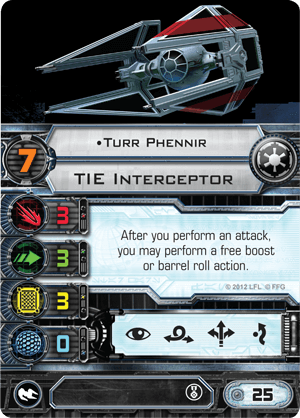 •Turr Phennir
7
TIE Interceptor
3
3
3
0
After you perform an attack,
you may perform a free boost
or barrel roll action.
© 2012 LFL © FFG
25